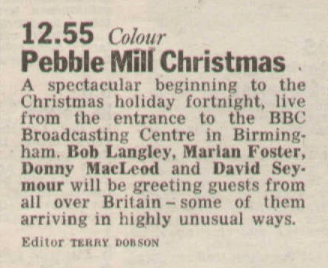 12.55 Colour
Pebble Mill Christmas
A spectacular beginning to the
Christmas holiday fortnight, live
from the entrance to the BBC
Broadcasting Centre in Birming-
ham. Bob Langley, Marian Foster,
Donny MacLeod and David Sey-
mour will be greeting guests from
all over Britain – some of them
arriving in highly unusual ways.
Editor TERRY DOBSON